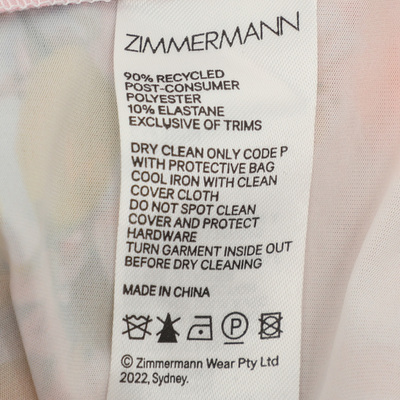 ZIMMERMANN
90% RECYCLED
POST-CONSUMER
POLYESTER
10% ELASTANE
EXCLUSIVE OF TRIMS
DRY CLEAN ONLY CODE P
WITH PROTECTIVE BAG
COOL IRON WITH CLEAN
COVER CLOTH
DO NOT SPOT CLEAN
COVER AND PROTECT
HARDWARE
TURN GARMENT INSIDE OUT
BEFORE DRY CLEANING
MADE IN CHINA
P
© Zimmermann Wear Pty Ltd
2022, Sydney.